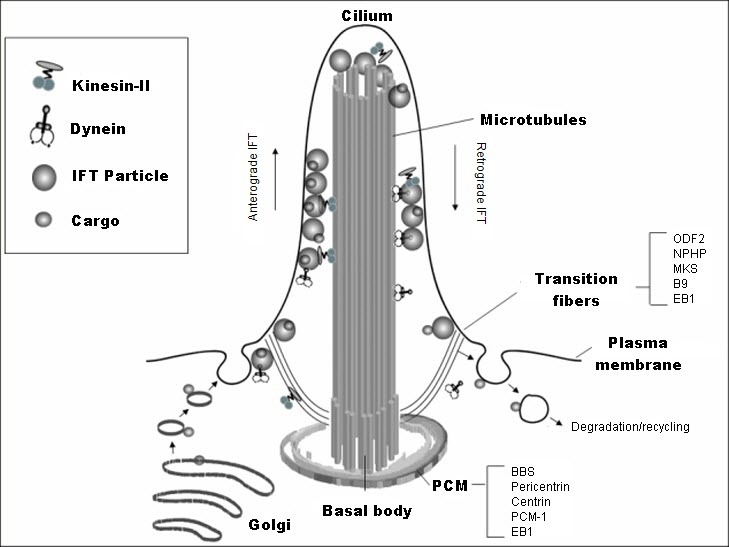 Cilium
Kinesin-II
Dynein
IFT Particle
Cargo
Microtubules
Anterograde IFT
Retrograde IFT
Transition
fibers
ODF2
NPHP
MKS
B9
EB1
Plasma
membrane
Degradation/recycling
PCM
BBS
Pericentrin
Centrin
PCM-1
EB1
Basal body
Golgi